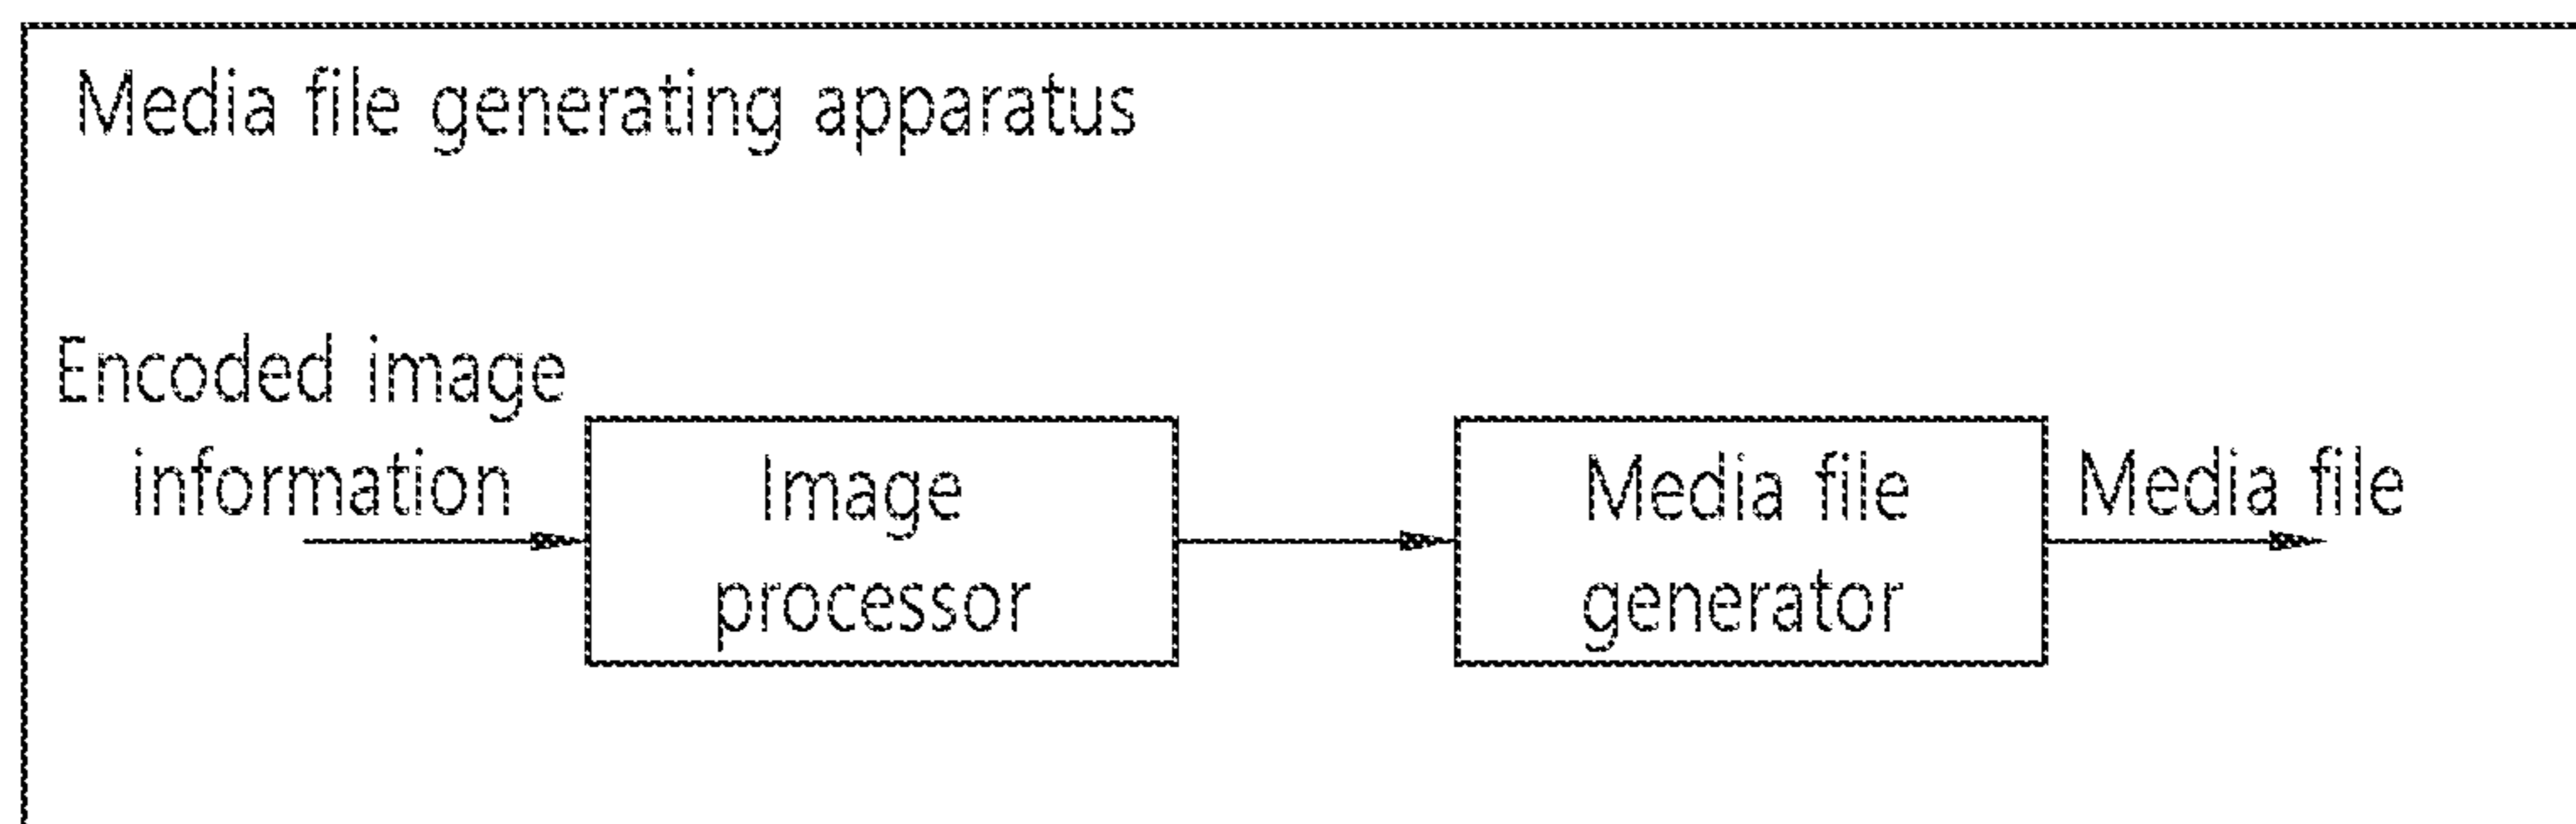 Media file generating apparatus
Encoded image
information
Image
processor
Media file
generator
Media file